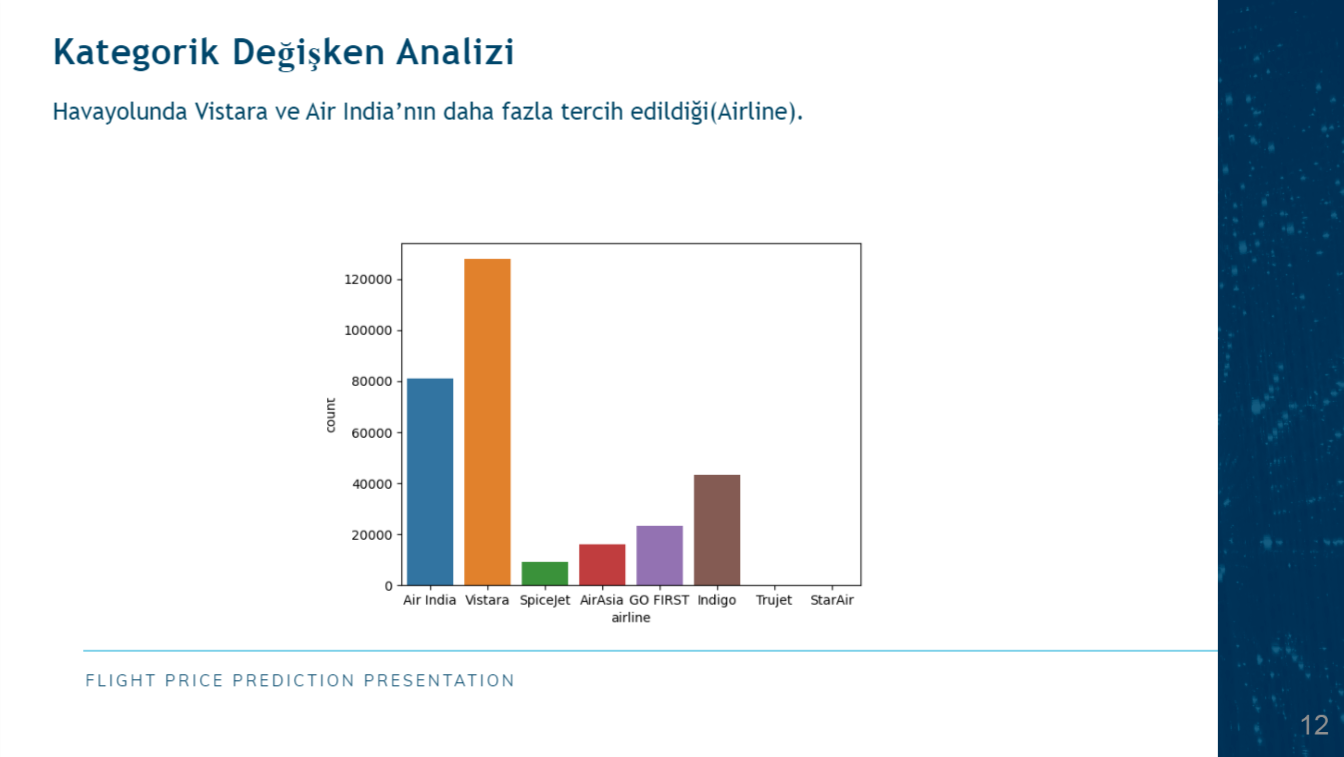 Kategorik Değişken Analizi
Havayolunda Vistara ve Air India’nın daha fazla tercih edildiği(Airline).
120000
100000
80000
60000
40000
20000
0
count
Air India Vistara SpiceJet AirAsia GO FIRST Indigo Trujet StarAir
airline
FLIGHT PRICE PREDICTION PRESENTATION
12